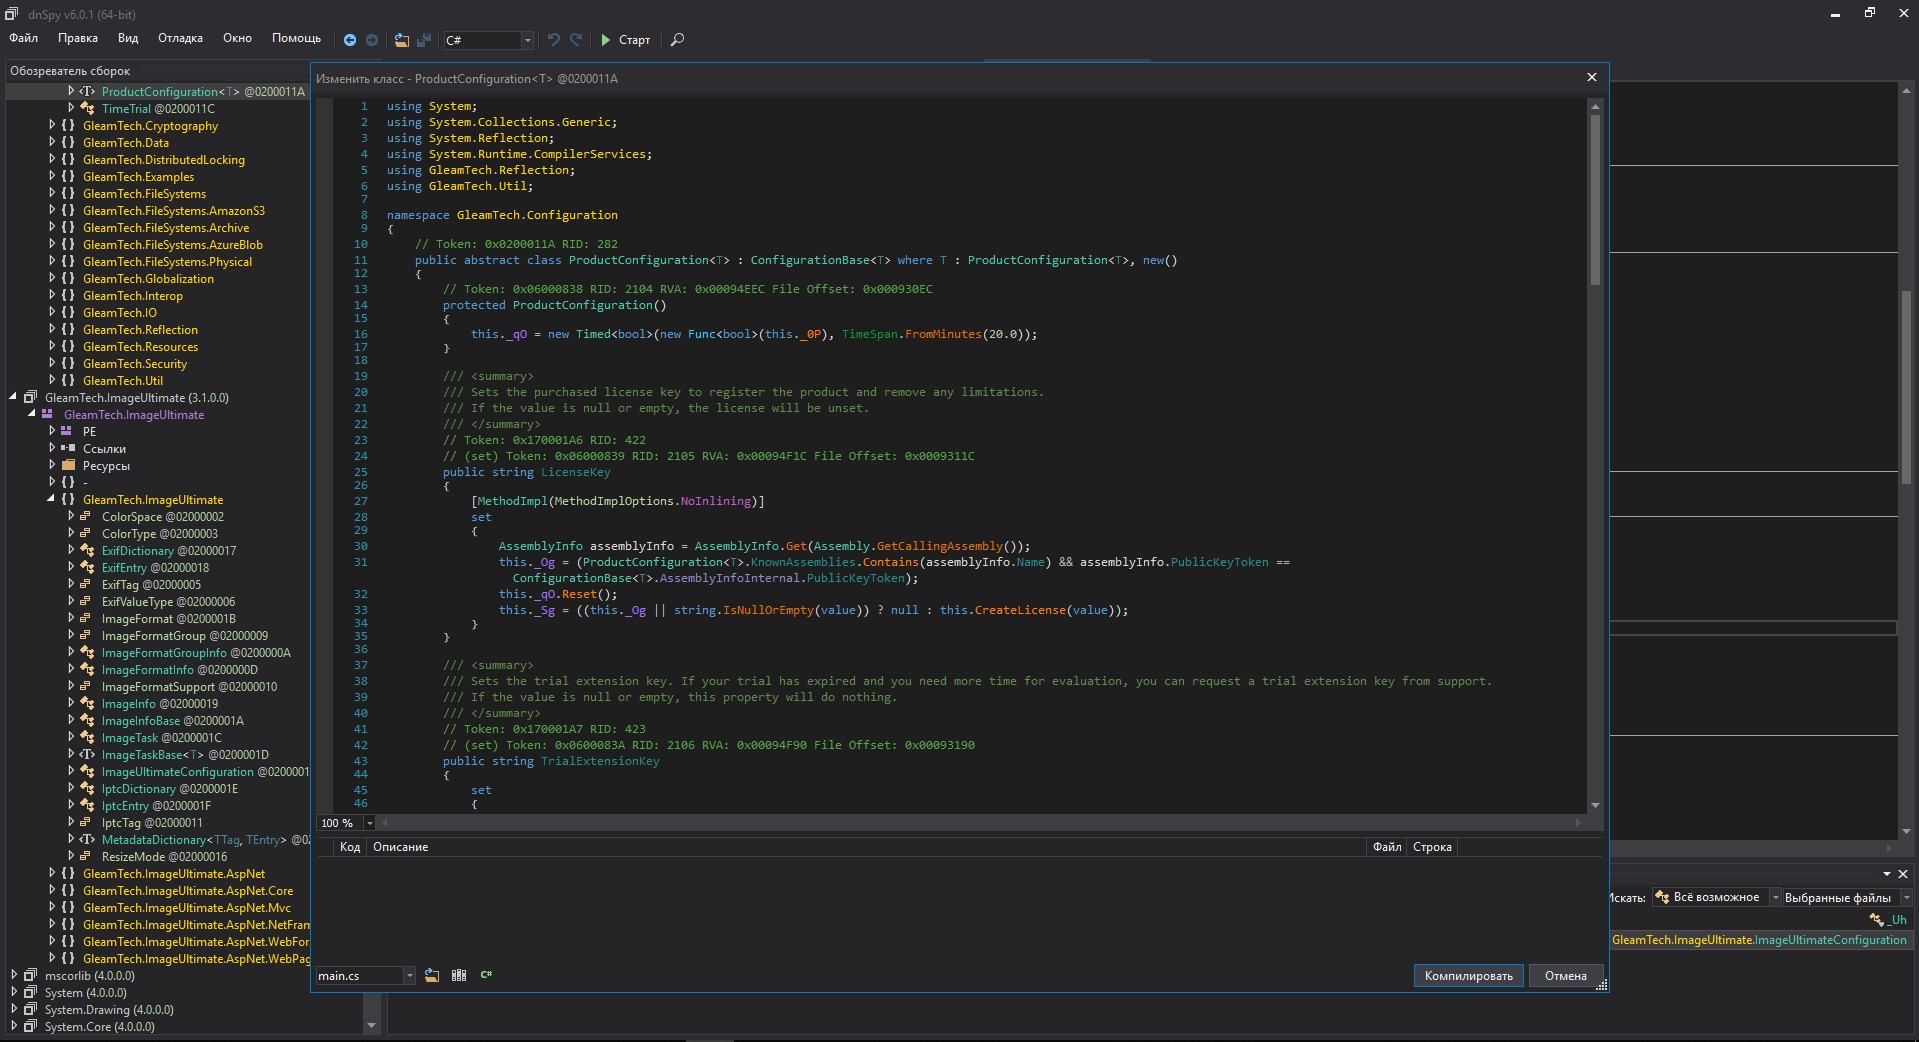 dnSpy v6.0.1 (64-bit)
Файл Правка Вид Отладка Окно Помощь C# Старт
Обозреватель сборок
ProductConfiguration<T> @0200011A
TimeTrial @0200011C
{ } GleamTech.Cryptography
{ } GleamTech.Data
{ } GleamTech.DistributedLocking
{ } GleamTech.Examples
{ } GleamTech.FileSystems
{ } GleamTech.FileSystems.AmazonS3
{ } GleamTech.FileSystems.Archive
{ } GleamTech.FileSystems.AzureBlob
{ } GleamTech.FileSystems.Physical
{ } GleamTech.Globalization
{ } GleamTech.Interop
{ } GleamTech.IO
{ } GleamTech.Reflection
{ } GleamTech.Resources
{ } GleamTech.Security
{ } GleamTech.Util
GleamTech.ImageUltimate (3.1.0.0)
GleamTech.ImageUltimate
PE
Ссылки
Ресурсы
{ } -
{ } GleamTech.ImageUltimate
ColorSpace @02000002
ColorType @02000003
ExifDictionary @02000017
ExifEntry @02000018
ExifTag @02000005
ExifValueType @02000006
ImageFormat @0200001B
ImageFormatGroup @02000009
ImageFormatGroupInfo @0200000A
ImageFormatInfo @0200000D
ImageFormatSupport @02000010
ImageInfo @02000019
ImageInfoBase @0200001A
ImageTask @0200001C
ImageTaskBase<T> @0200001D
ImageUltimateConfiguration @0200001
IptcDictionary @0200001E
IptcEntry @0200001F
IptcTag @02000011
MetadataDictionary<TTag, TEntry> @02
ResizeMode @02000016
{ } GleamTech.ImageUltimate.AspNet
{ } GleamTech.ImageUltimate.AspNet.Core
{ } GleamTech.ImageUltimate.AspNet.Mvc
{ } GleamTech.ImageUltimate.AspNet.NetFram
{ } GleamTech.ImageUltimate.AspNet.WebFor
{ } GleamTech.ImageUltimate.AspNet.WebPag
mscorlib (4.0.0.0)
System (4.0.0.0)
System.Drawing (4.0.0.0)
System.Core (4.0.0.0)
Изменить класс - ProductConfiguration<T> @0200011A
1 using System;
2 using System.Collections.Generic;
3 using System.Reflection;
4 using System.Runtime.CompilerServices;
5 using GleamTech.Reflection;
6 using GleamTech.Util;
7
8 namespace GleamTech.Configuration
9 {
10 // Token: 0x0200011A RID: 282
11 public abstract class ProductConfiguration<T> : ConfigurationBase<T> where T : ProductConfiguration<T>, new()
12 {
13 // Token: 0x06000838 RID: 2104 RVA: 0x00094EEC File Offset: 0x000930EC
14 protected ProductConfiguration()
15 {
16 this._qO = new Timed<bool>(new Func<bool>(this._0P), TimeSpan.FromMinutes(20.0));
17 }
18
19 /// <summary>
20 /// Sets the purchased license key to register the product and remove any limitations.
21 /// If the value is null or empty, the license will be unset.
22 /// </summary>
23 // Token: 0x170001A6 RID: 422
24 // (set) Token: 0x06000839 RID: 2105 RVA: 0x00094F1C File Offset: 0x0009311C
25 public string LicenseKey
26 {
27 [MethodImpl(MethodImplOptions.NoInlining)]
28 set
29 {
30 AssemblyInfo assemblyInfo = AssemblyInfo.Get(Assembly.GetCallingAssembly());
31 this._Og = (ProductConfiguration<T>.KnownAssemblies.Contains(assemblyInfo.Name) && assemblyInfo.PublicKeyToken ==
ConfigurationBase<T>.AssemblyInfoInternal.PublicKeyToken);
32 this._qO.Reset();
33 this._Sg = ((this._Og || string.IsNullOrEmpty(value)) ? null : this.CreateLicense(value));
34 }
35 }
36
37 /// <summary>
38 /// Sets the trial extension key. If your trial has expired and you need more time for evaluation, you can request a trial extension key from support.
39 /// If the value is null or empty, this property will do nothing.
40 /// </summary>
41 // Token: 0x170001A7 RID: 423
42 // (set) Token: 0x0600083A RID: 2106 RVA: 0x00094F90 File Offset: 0x00093190
43 public string TrialExtensionKey
44 {
45 set
46 {
100 %
Код Описание Файл Строка
main.cs C# Компилировать Отмена
Искать: Всё возможное Выбранные файлы
_Uh
GleamTech.ImageUltimate.ImageUltimateConfiguration